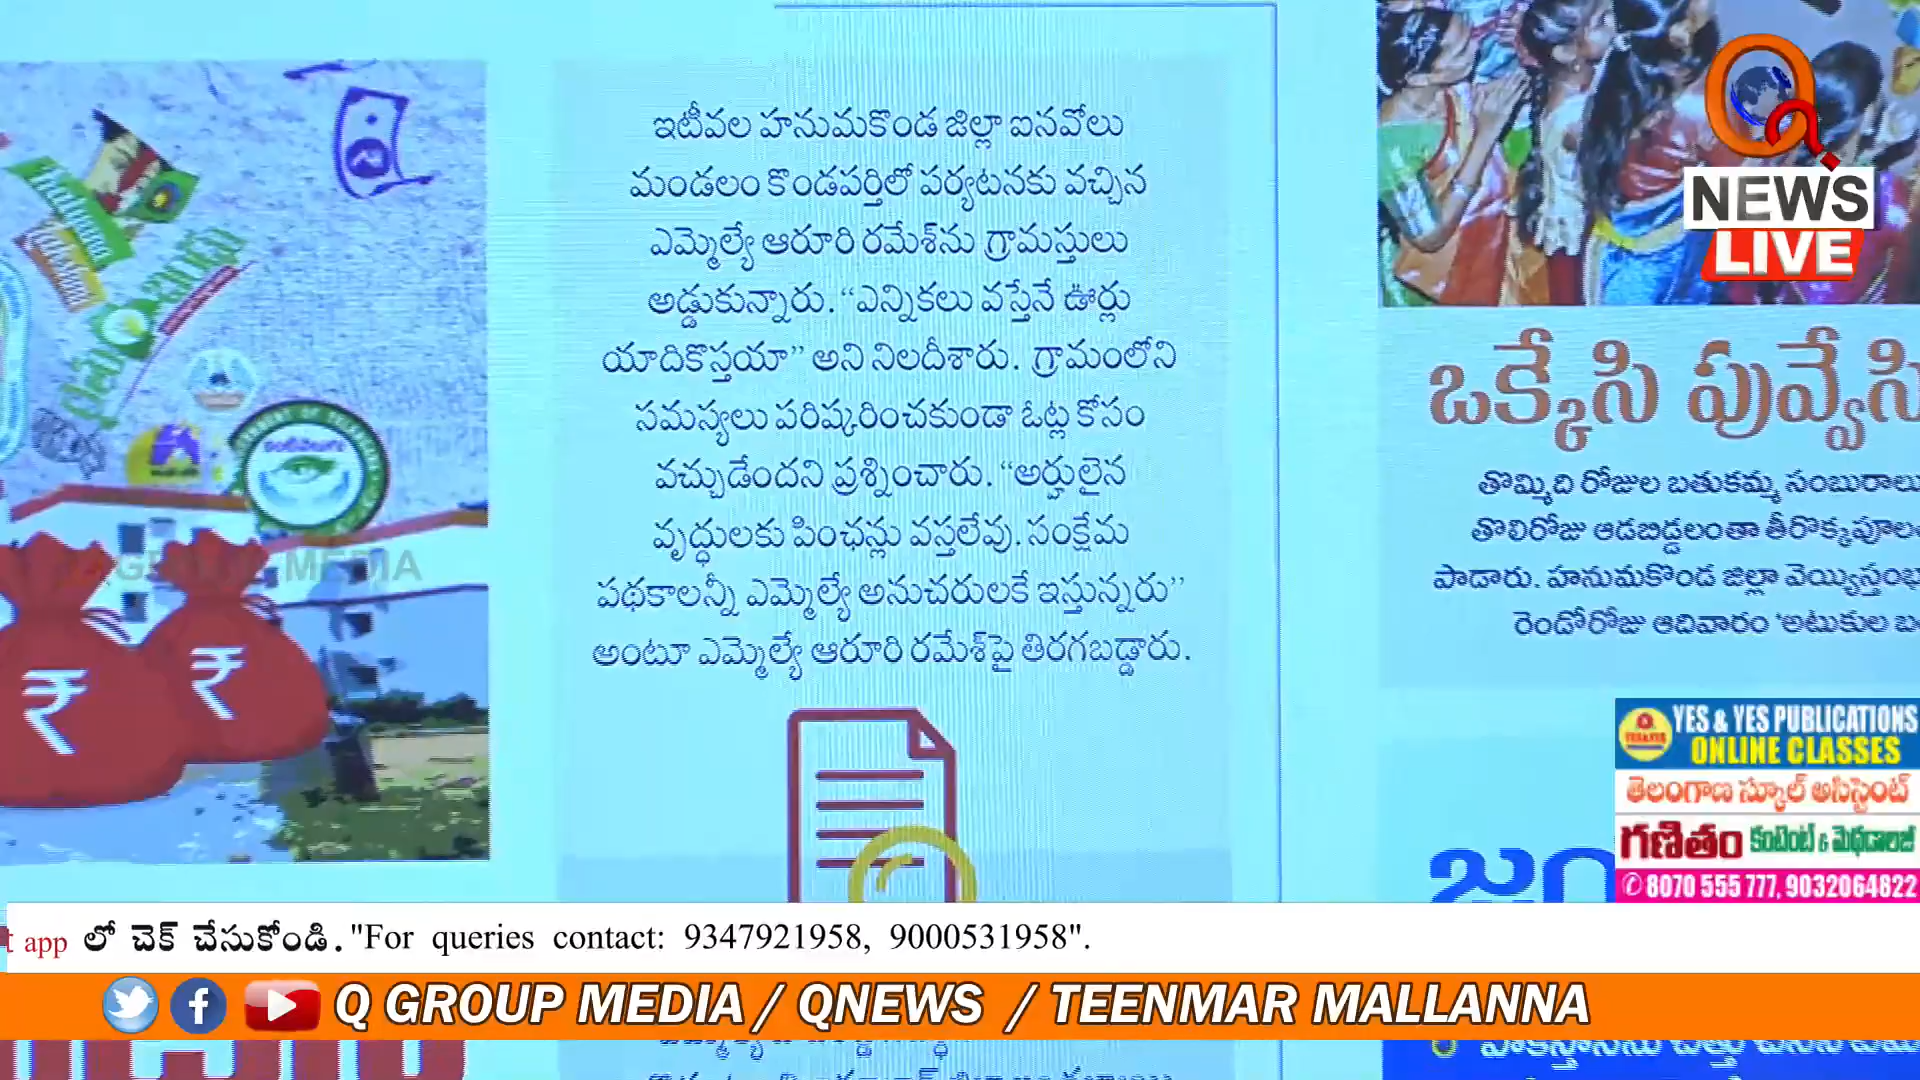 ఇటీవల హనుమకొండ జిల్లా ఐనవోలు
మండలం కొండపర్తిలో పర్యటనకు వచ్చిన
ఎమ్మెల్యే ఆరూరి రమేశ్‌ను గ్రామస్తులు
అడ్డుకున్నారు. “ఎన్నికలు వస్తేనే ఊర్లు
యాదికొస్తయా” అని నిలదీశారు. గ్రామంలోని
సమస్యలు పరిష్కరించకుండా ఓట్ల కోసం
వచ్చుడేందని ప్రశ్నించారు. “అర్హులైన
వృద్ధులకు పింఛన్లు వస్తలేవు. సంక్షేమ
పథకాలన్నీ ఎమ్మెల్యే అనుచరులకే ఇస్తున్నరు”
అంటూ ఎమ్మెల్యే ఆరూరి రమేశ్‌పై తిరగబడ్డారు.
Q
NEWS
LIVE
ఒక్కేసి పువ్వేసి
తొమ్మిది రోజుల బతుకమ్మ సంబురాలు
తొలిరోజు ఆడబిడ్డలంతా తీరొక్కపూల
పాడారు. హనుమకొండ జిల్లా వెయ్యిస్తంభ
రెండోరోజు ఆదివారం ‘అటుకుల బ
GROUP MEDIA
YES & YES PUBLICATIONS
ONLINE CLASSES
తెలంగాణ స్కూల్ అసిస్టెంట్
గణితం కంటెంట్ & మెథడాలజీ
8070 555 777, 9032064822
t app లో చెక్ చేసుకోండి. "For queries contact: 9347921958, 9000531958".
Q GROUP MEDIA / QNEWS / TEENMAR MALLANNA